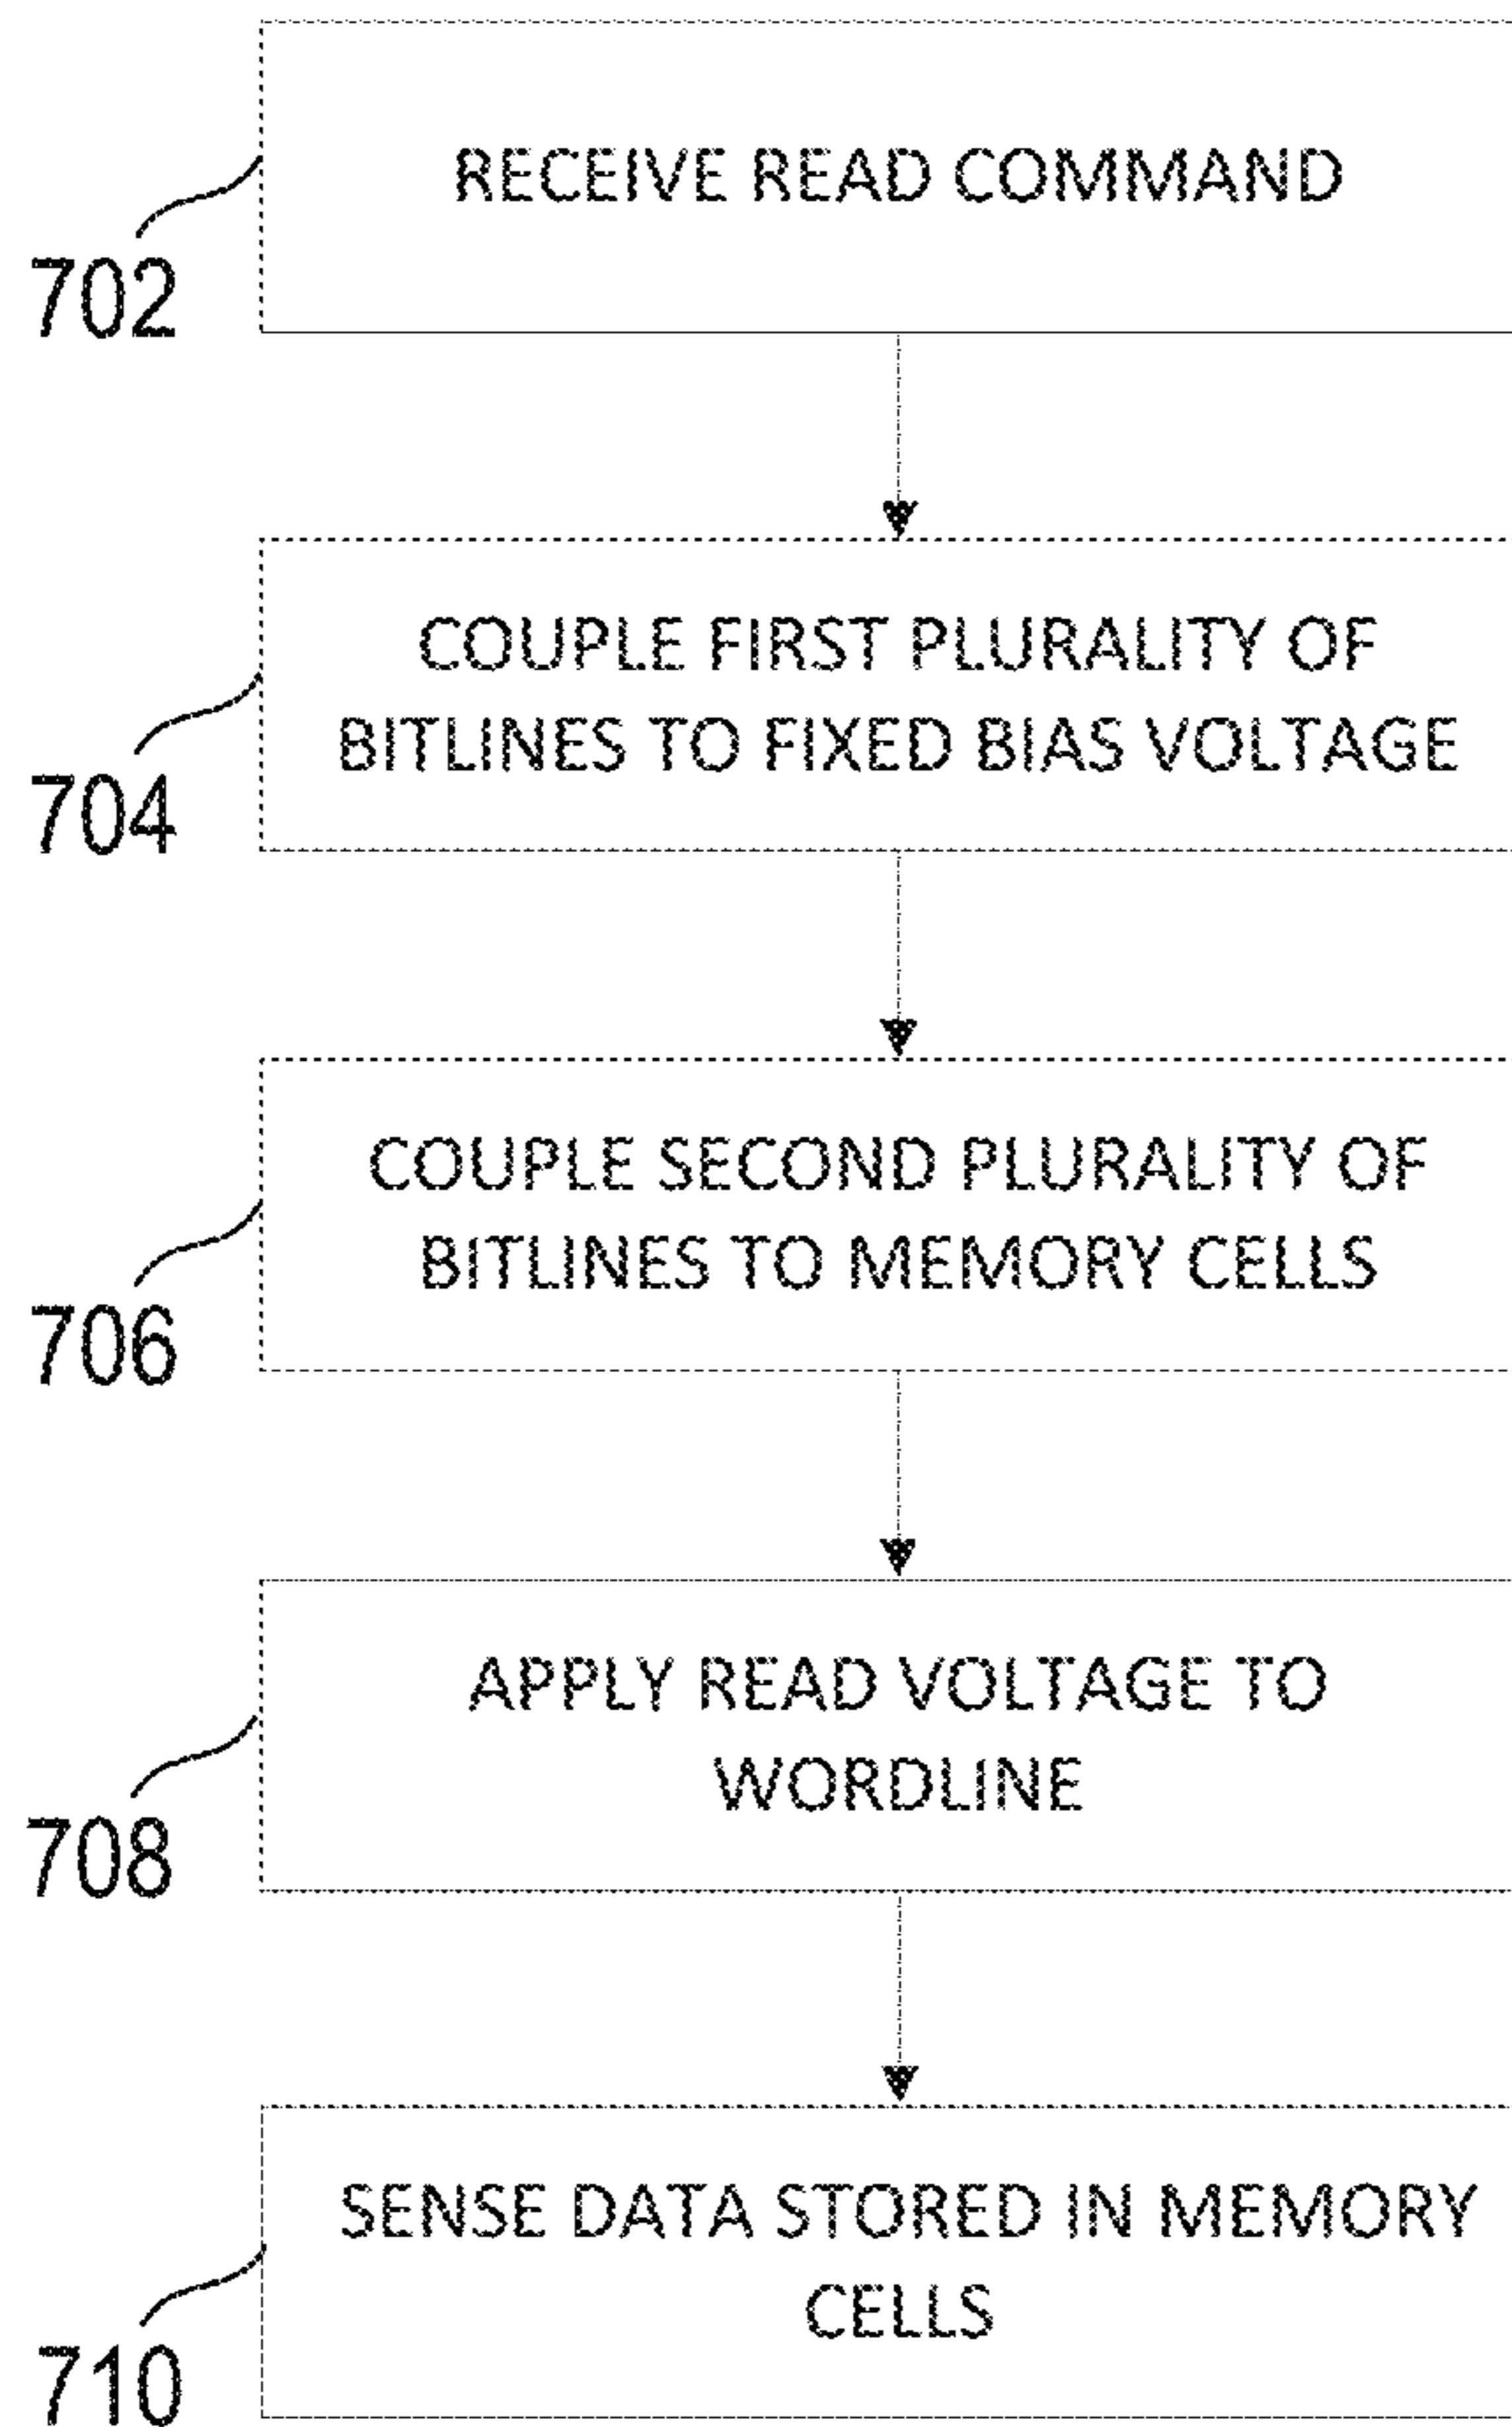 RECEIVE READ COMMAND
702
COUPLE FIRST PLURALITY OF
BITLINES TO FIXED BIAS VOLTAGE
704
COUPLE SECOND PLURALITY OF
BITLINES TO MEMORY CELLS
706
APPLY READ VOLTAGE TO
WORDLINE
708
SENSE DATA STORED IN MEMORY
CELLS
710